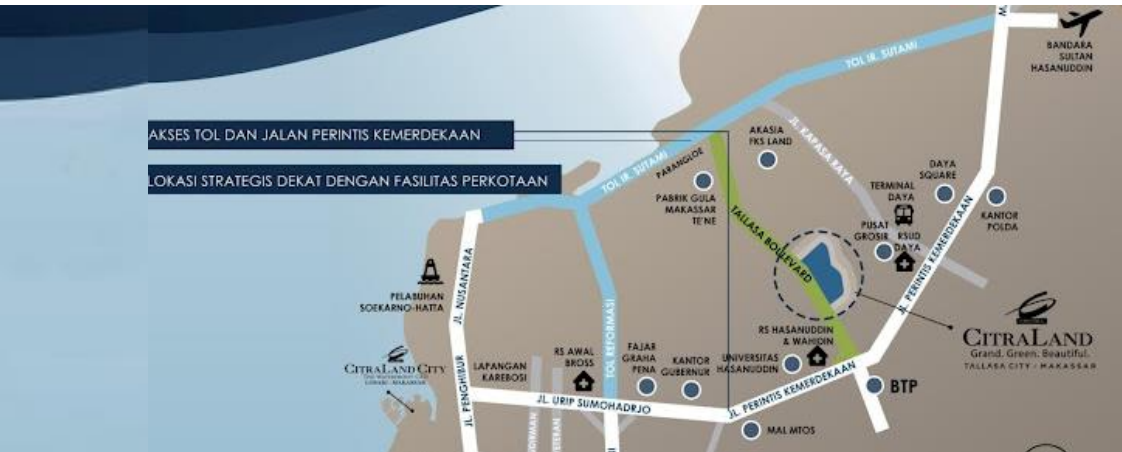 AKSES TOL DAN JALAN PERINTIS KEMERDEKAAN
LOKASI STRATEGIS DEKAT DENGAN FASILITAS PERKOTAAN
TOL IR. SUTAMI
BANDARA
SULTAN
HASANUDDIN
AKASIA
FKS LAND
JL. KAPASA RAYA
PARANGLOE
TOL IR. SUTAMI
PABRIK GULA
MAKASSAR
TE'NE
TALLASA BOULEVARD
DAYA
SQUARE
TERMINAL
DAYA
KANTOR
POLDA
PUSAT
GROSIR
RSUD
DAYA
JL. PERINTIS KEMERDEKAAN
JL. NUSANTARA
PELABUHAN
SOEKARNO-HATTA
TOL REFORMASI
CITRALAND
Grand. Green. Beautiful.
TALLASA CITY - MAKASSAR
RS HASANUDDIN
& WAHIDIN
UNIVERSITAS
HASANUDDIN
CITRALAND CITY
LAPANGAN
KAREBOSI
RS AWAL
BROSS
FAJAR
GRAHA
PENA
KANTOR
GUBERNUR
BTP
JL. PENGHIBUR
JL. URIP SUMOHADRJO
JL. PERINTIS KEMERDEKAAN
MAL MTOS